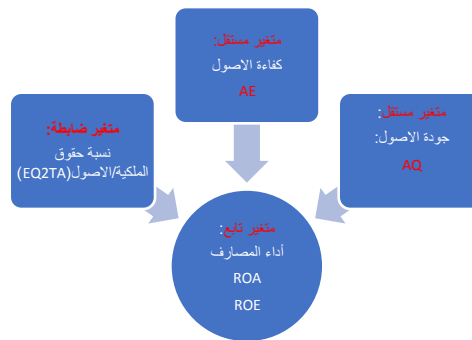 متغير مستقل:
كفاءة الاصول
AE
متغير مستقل:
جودة الاصول:
AQ
متغير ضابطة:
نسبة حقوق
الملكية/الاصول(EQ2TA)
متغير تابع:
أداء المصارف
ROA
ROE